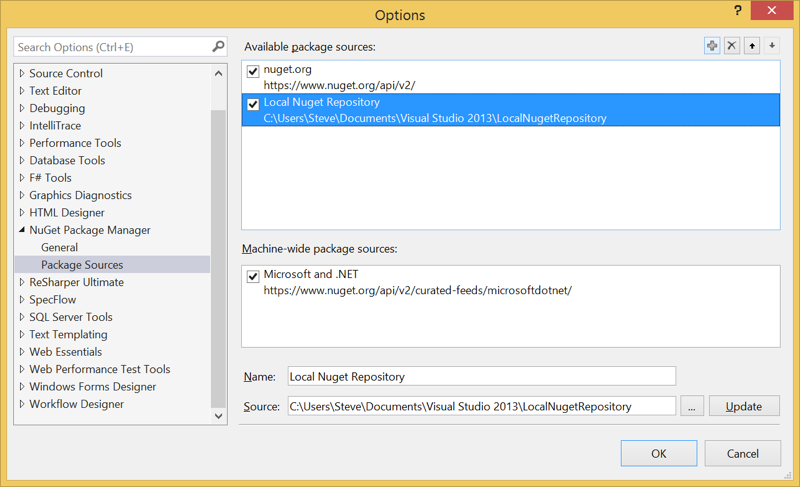 Options
?
Search Options (Ctrl+E)
Source Control
Text Editor
Debugging
IntelliTrace
Performance Tools
Database Tools
F# Tools
Graphics Diagnostics
HTML Designer
NuGet Package Manager
General
Package Sources
ReSharper Ultimate
SpecFlow
SQL Server Tools
Text Templating
Web Essentials
Web Performance Test Tools
Windows Forms Designer
Workflow Designer
Available package sources:
nuget.org
https://www.nuget.org/api/v2/
Local Nuget Repository
C:\Users\Steve\Documents\Visual Studio 2013\LocalNugetRepository
Machine-wide package sources:
Microsoft and .NET
https://www.nuget.org/api/v2/curated-feeds/microsoftdotnet/
Name: Local Nuget Repository
Source: C:\Users\Steve\Documents\Visual Studio 2013\LocalNugetRepository ... Update
OK Cancel